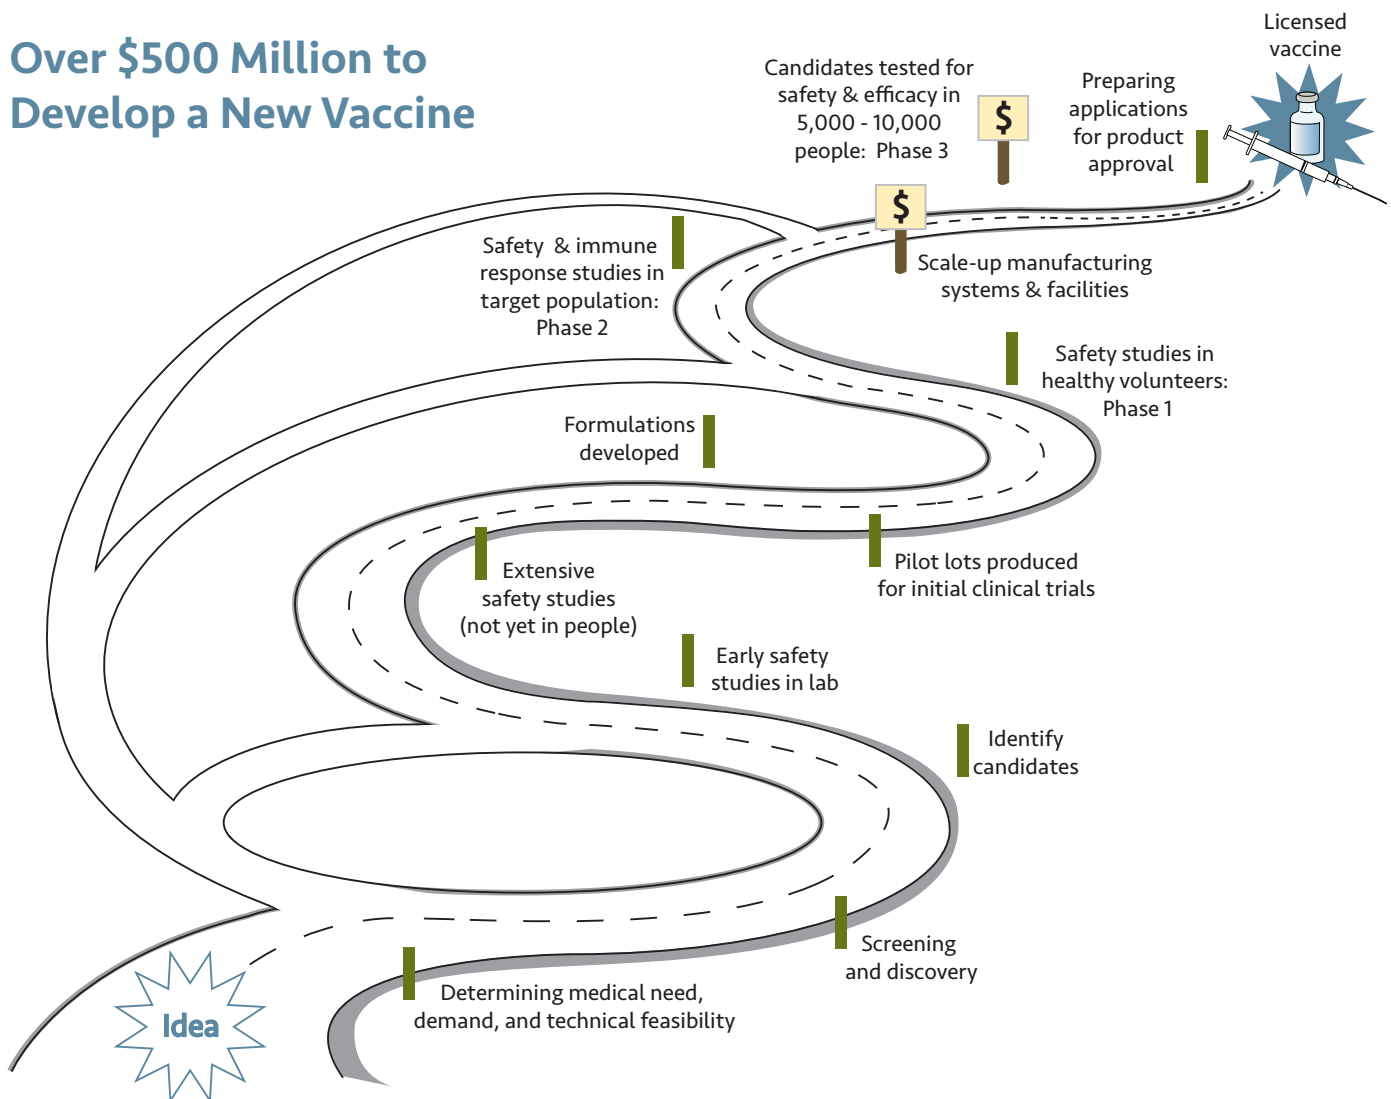 Over $500 Million to
Develop a New Vaccine
Licensed
vaccine
Candidates tested for
safety & efficacy in
5,000 - 10,000
people: Phase 3
$
Preparing
applications
for product
approval
$
Safety & immune
response studies in
target population:
Phase 2
Scale-up manufacturing
systems & facilities
Safety studies in
healthy volunteers:
Phase 1
Formulations
developed
Pilot lots produced
for initial clinical trials
Extensive
safety studies
(not yet in people)
Early safety
studies in lab
Identify
candidates
Screening
and discovery
Determining medical need,
demand, and technical feasibility
Idea